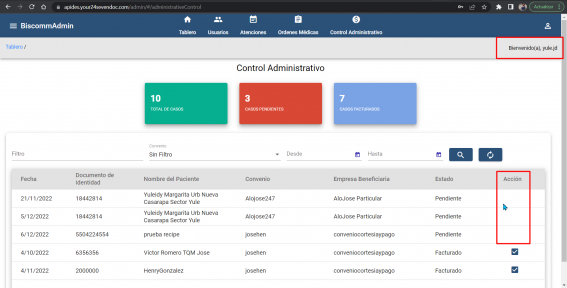 apides.your24sevendoc.com/admin/#/administrativeControl
Actualizar
BiscommAdmin
Tablero
Usuarios
Atenciones
Ordenes Médicas
Control Administrativo
Tablero /
Bienvenido(a), yule.jd
Control Administrativo
10
TOTAL DE CASOS
3
CASOS PENDIENTES
7
CASOS FACTURADOS
Filtro
Convenio
Sin Filtro
Desde
Hasta
Fecha Documento de Identidad Nombre del Paciente Convenio Empresa Beneficiaria Estado Acción
21/11/2022 18442814 Yuleidy Margarita Urb Nueva Casarapa Sector Yule Alojose247 AloJose Particular Pendiente
5/12/2022 18442814 Yuleidy Margarita Urb Nueva Casarapa Sector Yule Alojose247 AloJose Particular Pendiente
6/12/2022 5504224554 prueba recipe josehen conveniocortesiaypago Pendiente
4/10/2022 6356356 Victor Romero TQM Jose josehen conveniocortesiaypago Facturado
4/11/2022 2000000 HenryGonzalez josehen conveniocortesiaypago Facturado